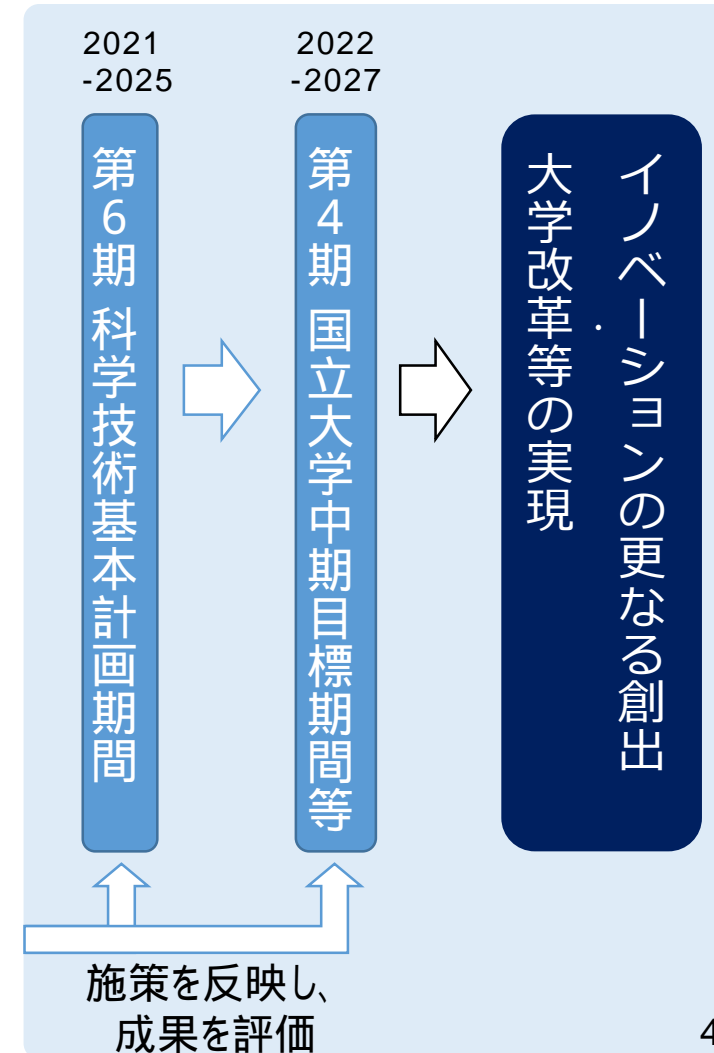 2021
-2025
2022
-2027
第6期 科学技術基本計画期間
第4期 国立大学中期目標期間等
イノベーションの更なる創出
大学改革等の実現
施策を反映し、
成果を評価
4